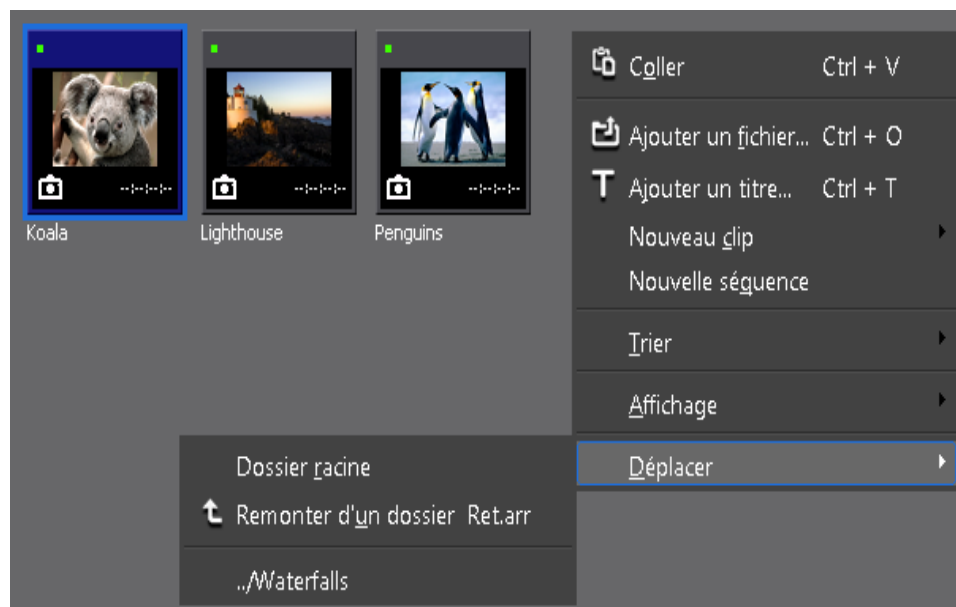 Koala
Lighthouse
Penguins
Coller Ctrl + V
Ajouter un fichier... Ctrl + O
Ajouter un titre... Ctrl + T
Nouveau clip
Nouvelle séquence
Trier
Affichage
Déplacer
Dossier racine
Remonter d'un dossier Ret.arr
../Waterfalls